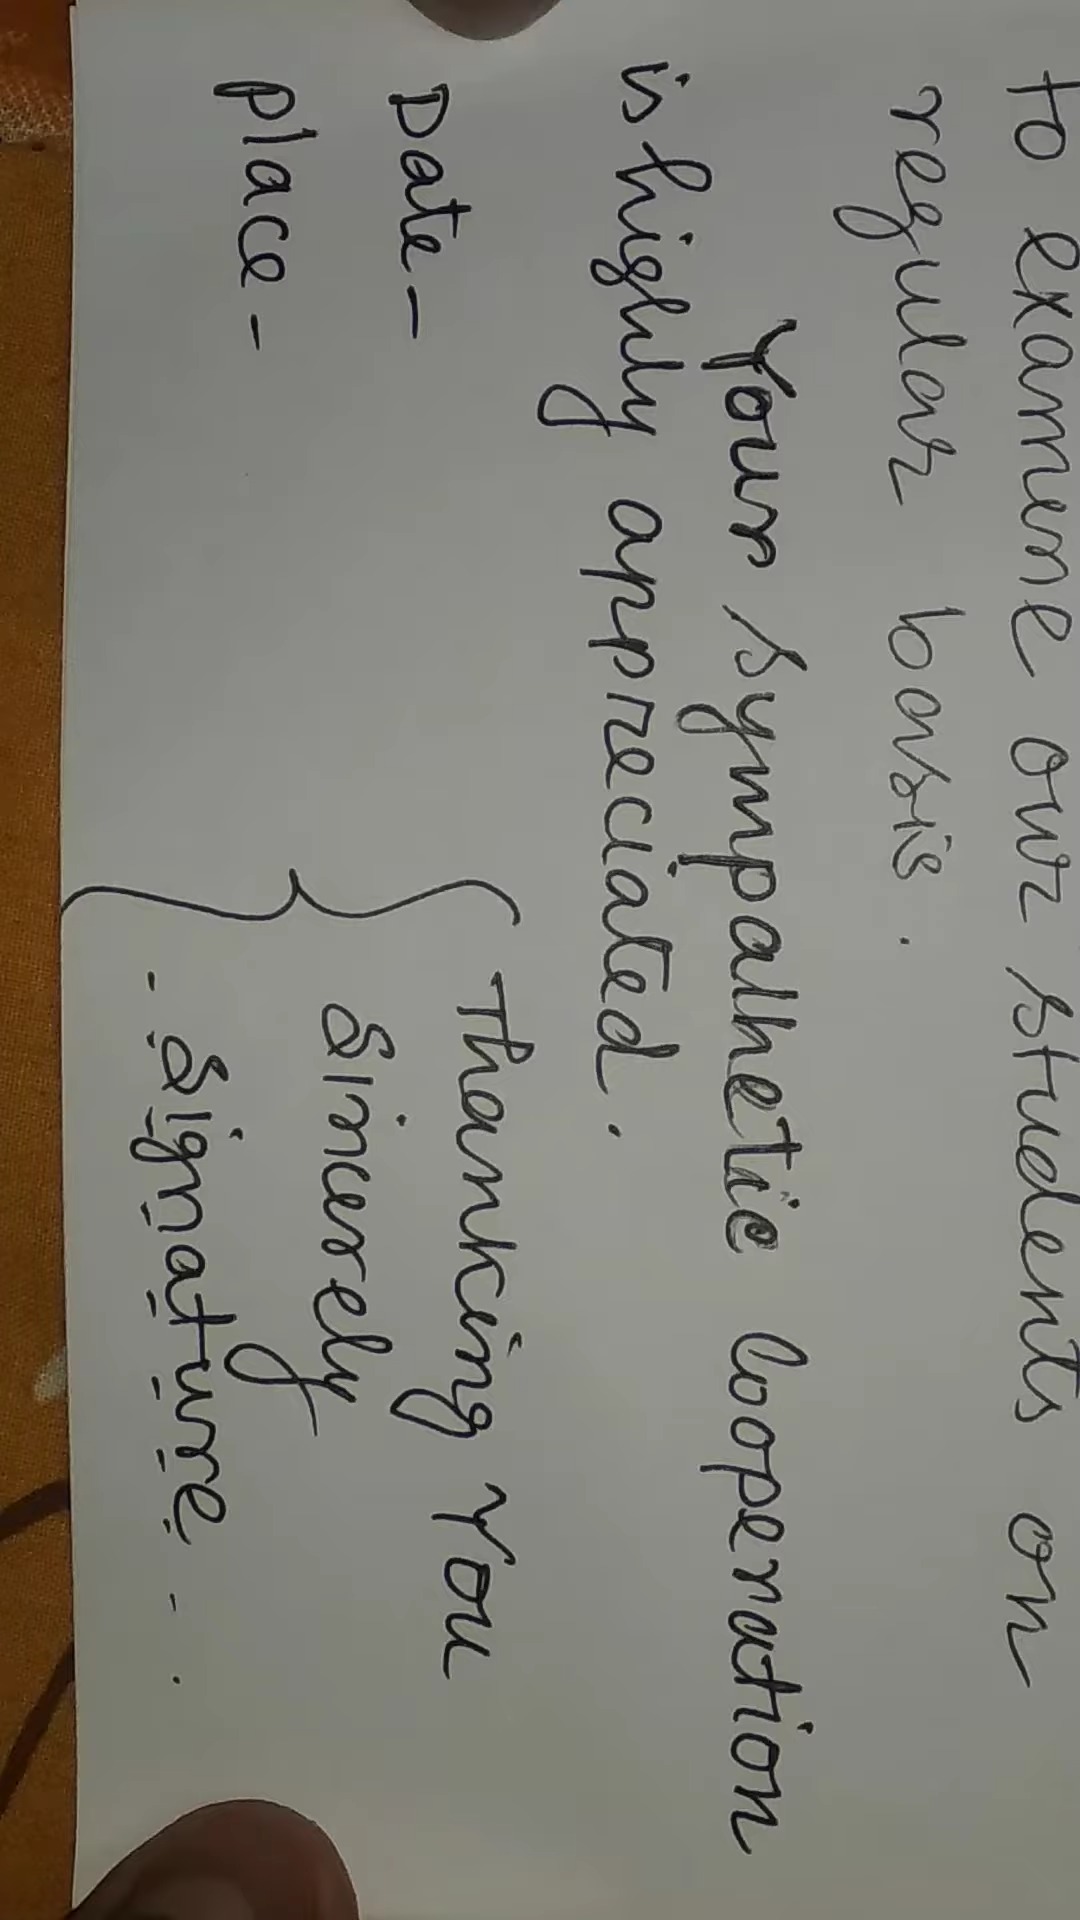 to examine our students on
regular basis.
Your sympathetic Cooperation
is highly appreciated.
Date -
Thanking You
Place -
Sincerely
- Signature - .